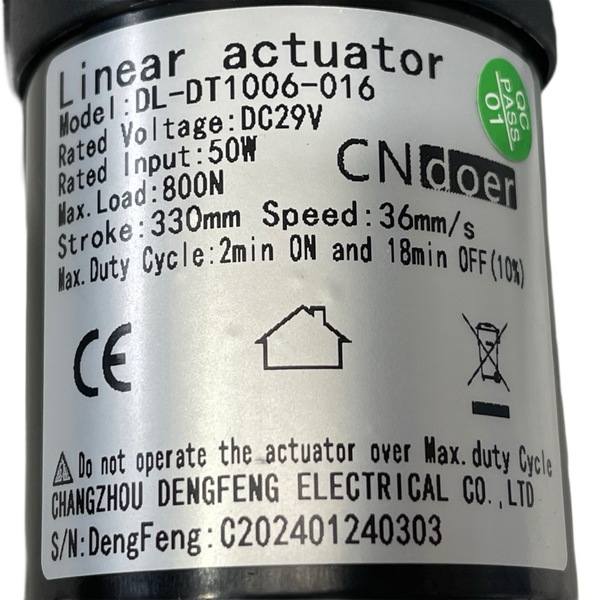 Linear actuator
Model:DL-DT1006-016
Rated Voltage:DC29V
Rated Input:50W
Max.Load:800N
Stroke:330mm Speed:36mm/s
Max.Duty Cycle:2min ON and 18min OFF(10%)
QC
PASS
01
CNdoer
CE
Do not operate the actuator over Max.duty Cycle
CHANGZHOU DENGFENG ELECTRICAL CO.,LTD
S/N:DengFeng:C202401240303